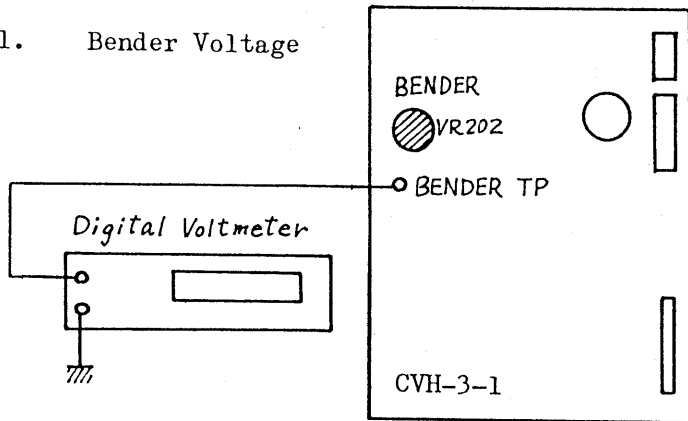 1. Bender Voltage
BENDER
VR202
BENDER TP
Digital Voltmeter
CVH-3-1